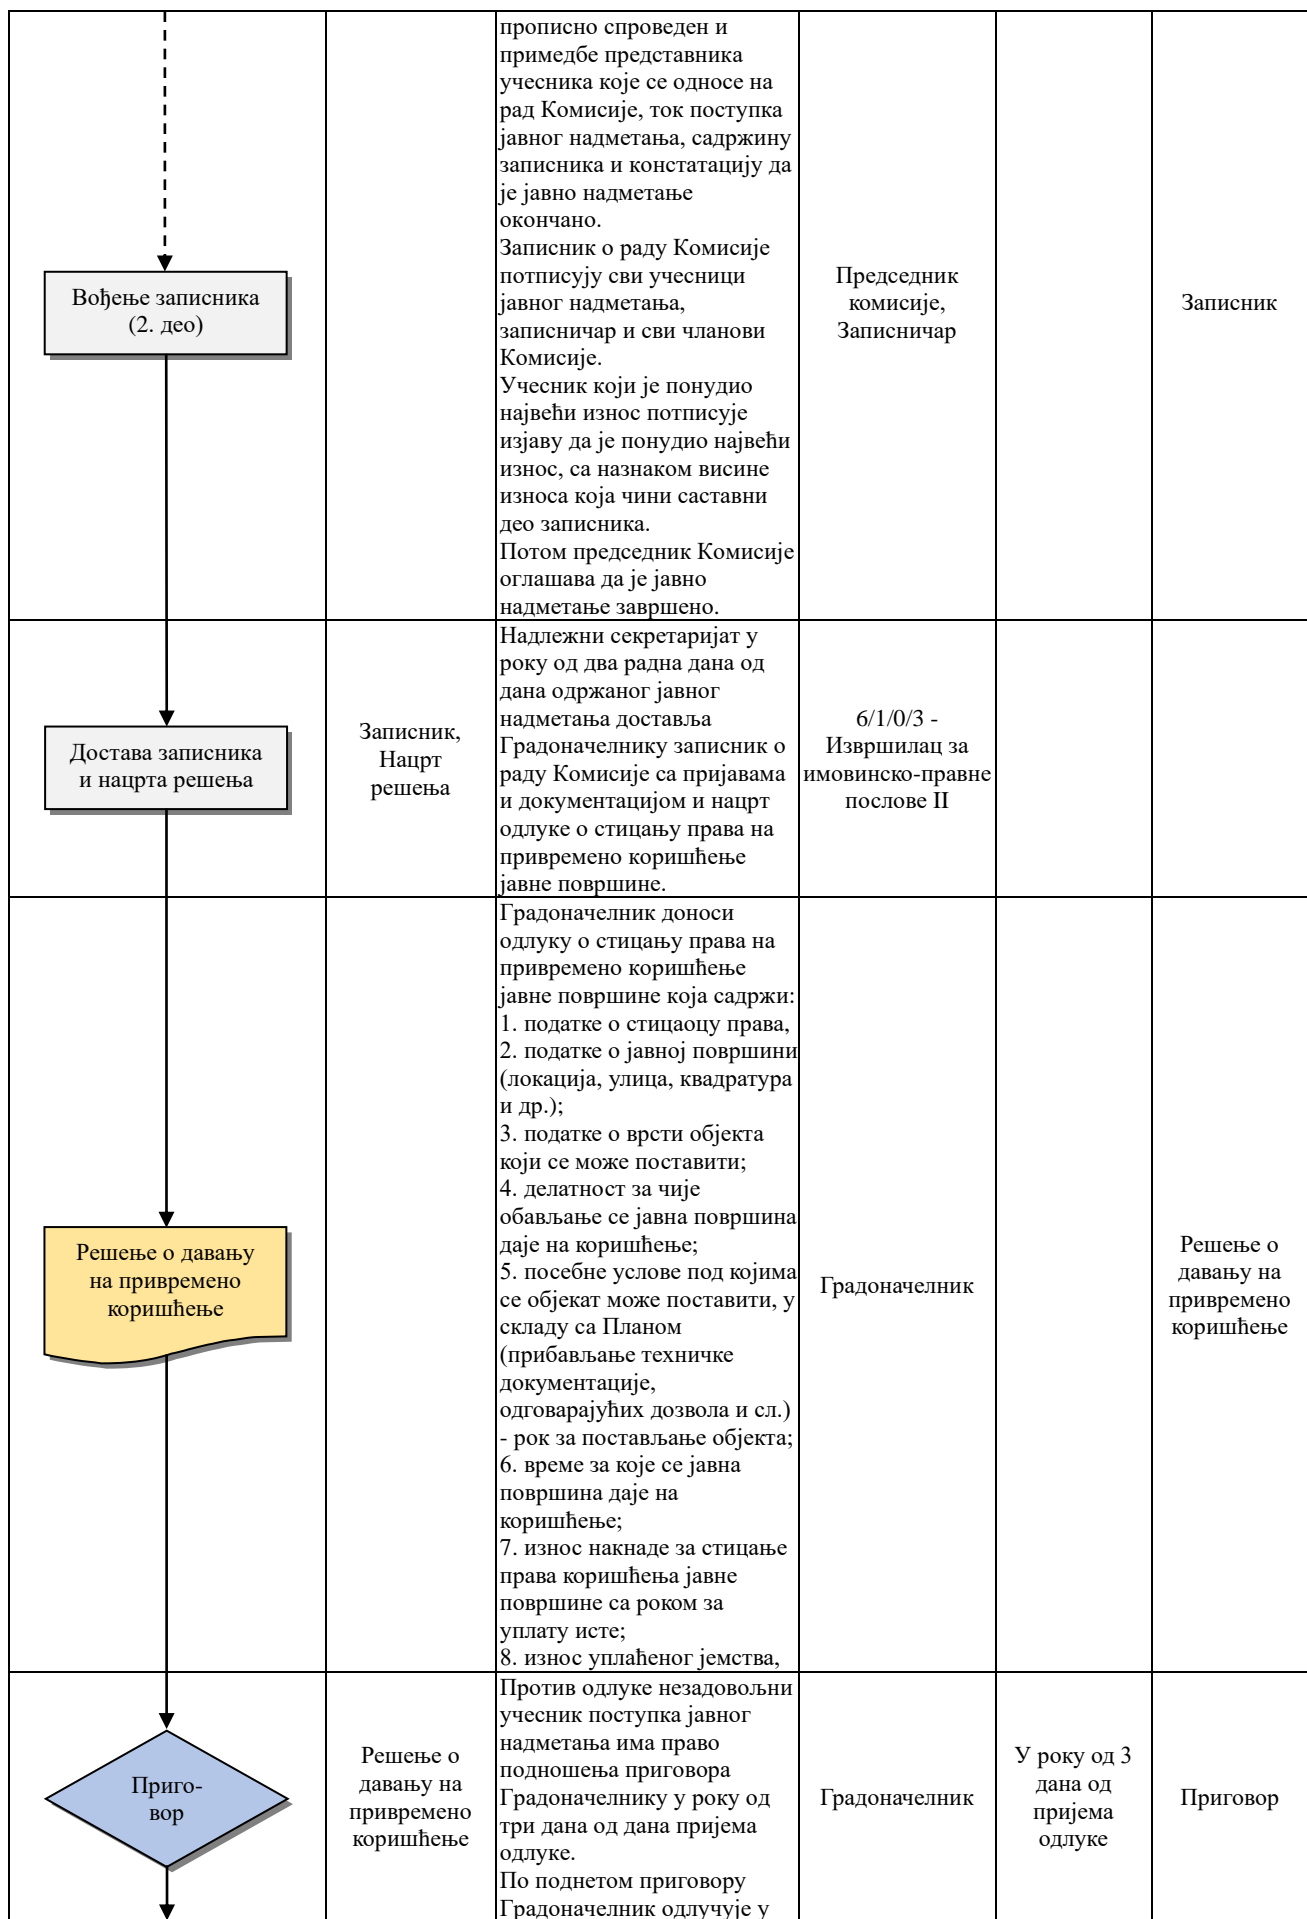 прописно спроведен и
примедбе представника
учесника које се односе на
рад Комисије, ток поступка
јавног надметања, садржину
записника и констатацију да
је јавно надметање
окончано.
Записник о раду Комисије
потписују сви учесници
јавног надметања,
записничар и сви чланови
Комисије.
Учесник који је понудио
највећи износ потписује
изјаву да је понудио највећи
износ, са назнаком висине
износа која чини саставни
део записника.
Потом председник Комисије
оглашава да је јавно
надметање завршено.
Вођење записника
(2. део)
Председник
комисије,
Записничар
Записник
Достава записника
и нацрта решења
Записник,
Нацрт
решења
Надлежни секретаријат у
року од два радна дана од
дана одржаног јавног
надметања доставља
Градоначелнику записник о
раду Комисије са пријавама
и документацијом и нацрт
одлуке о стицању права на
привремено коришћење
јавне површине.
6/1/0/3 -
Извршилац за
имовинско-правне
послове II
Решење о давању
на привремено
коришћење
Градоначелник доноси
одлуку о стицању права на
привремено коришћење
јавне површине која садржи:
1. податке о стицаоцу права,
2. податке о јавној површини
(локација, улица, квадратура
и др.);
3. податке о врсти објекта
који се може поставити;
4. делатност за чије
обављање се јавна површина
даје на коришћење;
5. посебне услове под којима
се објекат може поставити, у
складу са Планом
(прибављање техничке
документације,
одговарајућих дозвола и сл.)
- рок за постављање објекта;
6. време за које се јавна
површина даје на
коришћење;
7. износ накнаде за стицање
права коришћења јавне
површине са роком за
уплату исте;
8. износ уплаћеног јемства,
Градоначелник
Решење о
давању на
привремено
коришћење
Приго-
вор
Решење о
давању на
привремено
коришћење
Против одлуке незадовољни
учесник поступка јавног
надметања има право
подношења приговора
Градоначелнику у року од
три дана од дана пријема
одлуке.
По поднетом приговору
Градоначелник одлучује у
Градоначелник
У року од 3
дана од
пријема
одлуке
Приговор